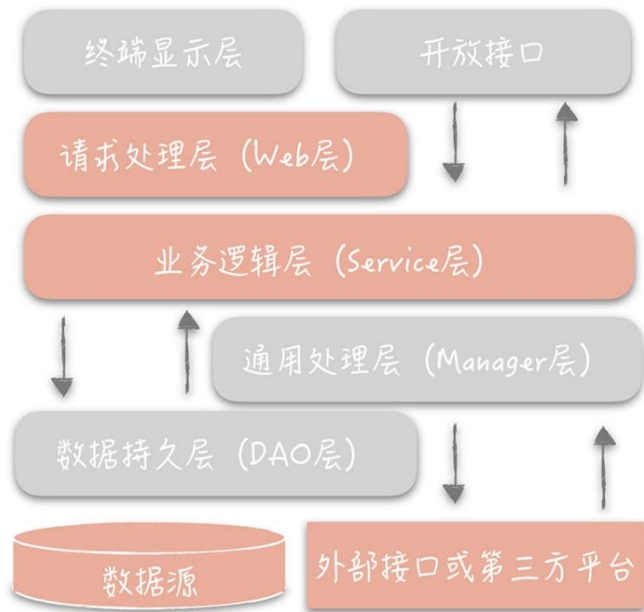 终端显示层
开放接口
请求处理层 (Web层)
业务逻辑层 (Service层)
通用处理层 (Manager层)
数据持久层 (DAO层)
数据源
外部接口或第三方平台